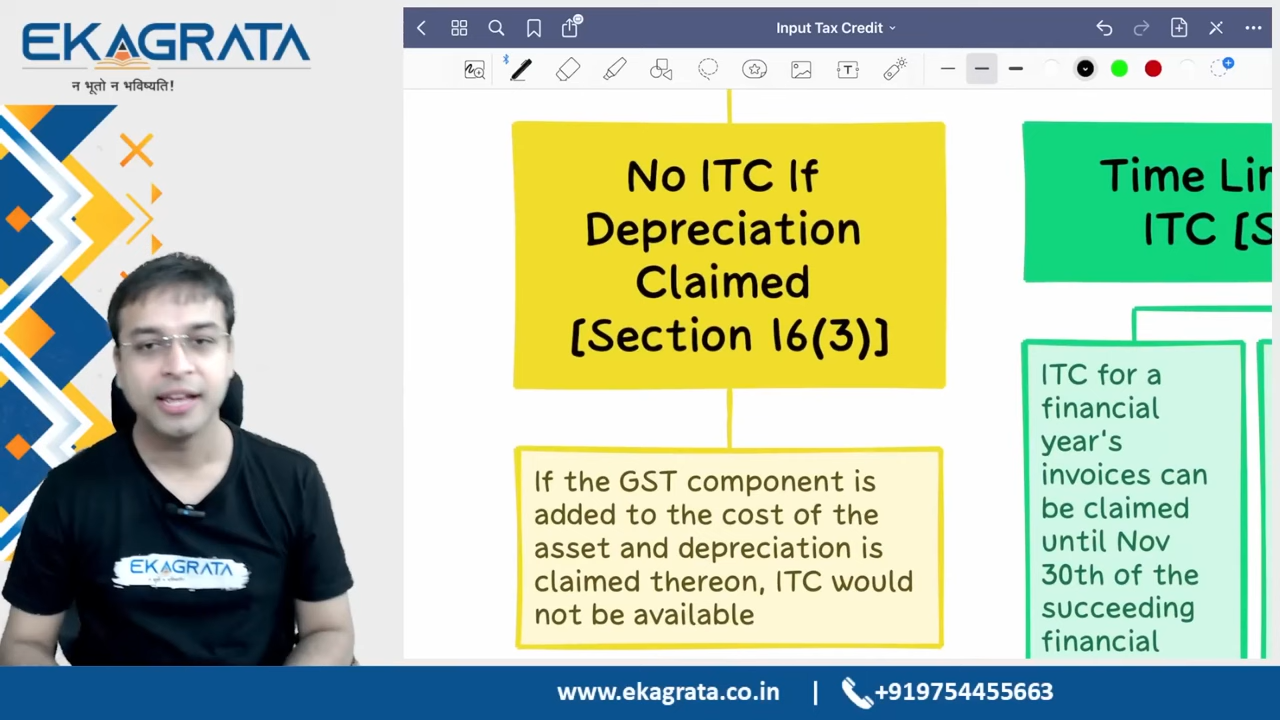 EKAGRATA
न भूतो न भविष्यति!
Input Tax Credit
T
No ITC If
Depreciation
Claimed
[Section 16(3)]
If the GST component is
added to the cost of the
asset and depreciation is
claimed thereon, ITC would
not be available
Time Lim
ITC [S
ITC for a
financial
year's
invoices can
be claimed
until Nov
30th of the
succeeding
financial
EKAGRATA
www.ekagrata.co.in | +919754455663